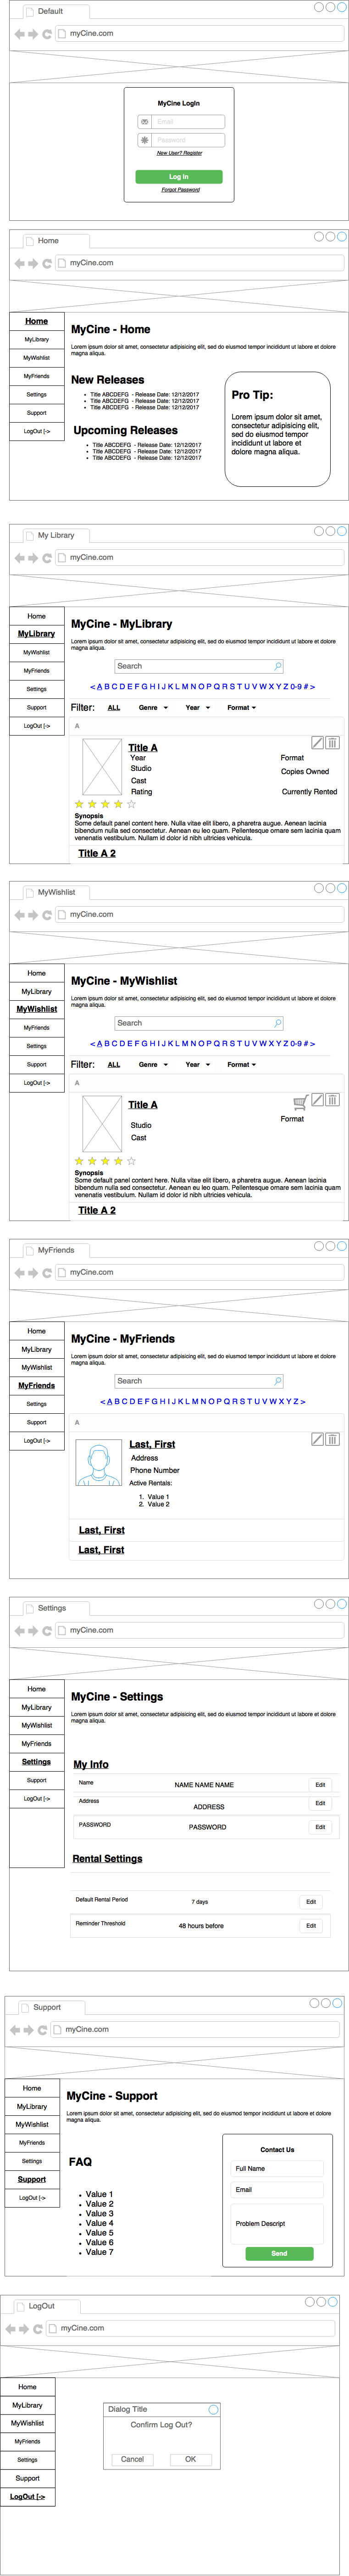 Default
myCine.com
MyCine LogIn
Email
Password
New User? Register
Log In
Forgot Password
Home
myCine.com
Home
MyLibrary
MyWishlist
MyFriends
Settings
Support
LogOut [->
MyCine - Home
Lorem ipsum dolor sit amet, consectetur adipisicing elit, sed do eiusmod tempor incididunt ut labore et dolore
magna aliqua.
New Releases
Title ABCDEFG - Release Date: 12/12/2017
Title ABCDEFG - Release Date: 12/12/2017
Title ABCDEFG - Release Date: 12/12/2017
Upcoming Releases
Title ABCDEFG - Release Date: 12/12/2017
Title ABCDEFG - Release Date: 12/12/2017
Title ABCDEFG - Release Date: 12/12/2017
Pro Tip:
Lorem ipsum dolor sit amet,
consectetur adipisicing elit,
sed do eiusmod tempor
incididunt ut labore et
dolore magna aliqua.
My Library
myCine.com
Home
MyLibrary
MyWishlist
MyFriends
Settings
Support
LogOut [->
MyCine - MyLibrary
Lorem ipsum dolor sit amet, consectetur adipisicing elit, sed do eiusmod tempor incididunt ut labore et dolore
magna aliqua.
Search
< A B C D E F G H I J K L M N O P Q R S T U V W X Y Z 0-9 # >
Filter: ALL Genre Year Format
A
Title A
Year
Studio
Cast
Rating
Format
Copies Owned
Currently Rented
Synopsis
Some default panel content here. Nulla vitae elit libero, a pharetra augue. Aenean lacinia
bibendum nulla sed consectetur. Aenean eu leo quam. Pellentesque ornare sem lacinia quam
venenatis vestibulum. Nullam id dolor id nibh ultricies vehicula.
Title A 2
MyWishlist
myCine.com
Home
MyLibrary
MyWishlist
MyFriends
Settings
Support
LogOut [->
MyCine - MyWishlist
Lorem ipsum dolor sit amet, consectetur adipisicing elit, sed do eiusmod tempor incididunt ut labore et dolore
magna aliqua.
Search
< A B C D E F G H I J K L M N O P Q R S T U V W X Y Z 0-9 # >
Filter: ALL Genre Year Format
A
Title A
Studio
Cast
Format
Synopsis
Some default panel content here. Nulla vitae elit libero, a pharetra augue. Aenean lacinia
bibendum nulla sed consectetur. Aenean eu leo quam. Pellentesque ornare sem lacinia quam
venenatis vestibulum. Nullam id dolor id nibh ultricies vehicula.
Title A 2
MyFriends
myCine.com
Home
MyLibrary
MyWishlist
MyFriends
Settings
Support
LogOut [->
MyCine - MyFriends
Lorem ipsum dolor sit amet, consectetur adipisicing elit, sed do eiusmod tempor incididunt ut labore et dolore
magna aliqua.
Search
< A B C D E F G H I J K L M N O P Q R S T U V W X Y Z >
A
Last, First
Address
Phone Number
Active Rentals:
1. Value 1
2. Value 2
Last, First
Last, First
Settings
myCine.com
Home
MyLibrary
MyWishlist
MyFriends
Settings
Support
LogOut [->
MyCine - Settings
Lorem ipsum dolor sit amet, consectetur adipisicing elit, sed do eiusmod tempor incididunt ut labore et dolore
magna aliqua.
My Info
Name NAME NAME NAME Edit
Address ADDRESS Edit
PASSWORD PASSWORD Edit
Rental Settings
Default Rental Period 7 days Edit
Reminder Threshold 48 hours before Edit
Support
myCine.com
Home
MyLibrary
MyWishlist
MyFriends
Settings
Support
LogOut [->
MyCine - Support
Lorem ipsum dolor sit amet, consectetur adipisicing elit, sed do eiusmod tempor incididunt ut labore et dolore
magna aliqua.
FAQ
Value 1
Value 2
Value 3
Value 4
Value 5
Value 6
Value 7
Contact Us
Full Name
Email
Problem Descript
Send
LogOut
myCine.com
Home
MyLibrary
MyWishlist
MyFriends
Settings
Support
LogOut [->
Dialog Title
Confirm Log Out?
Cancel OK